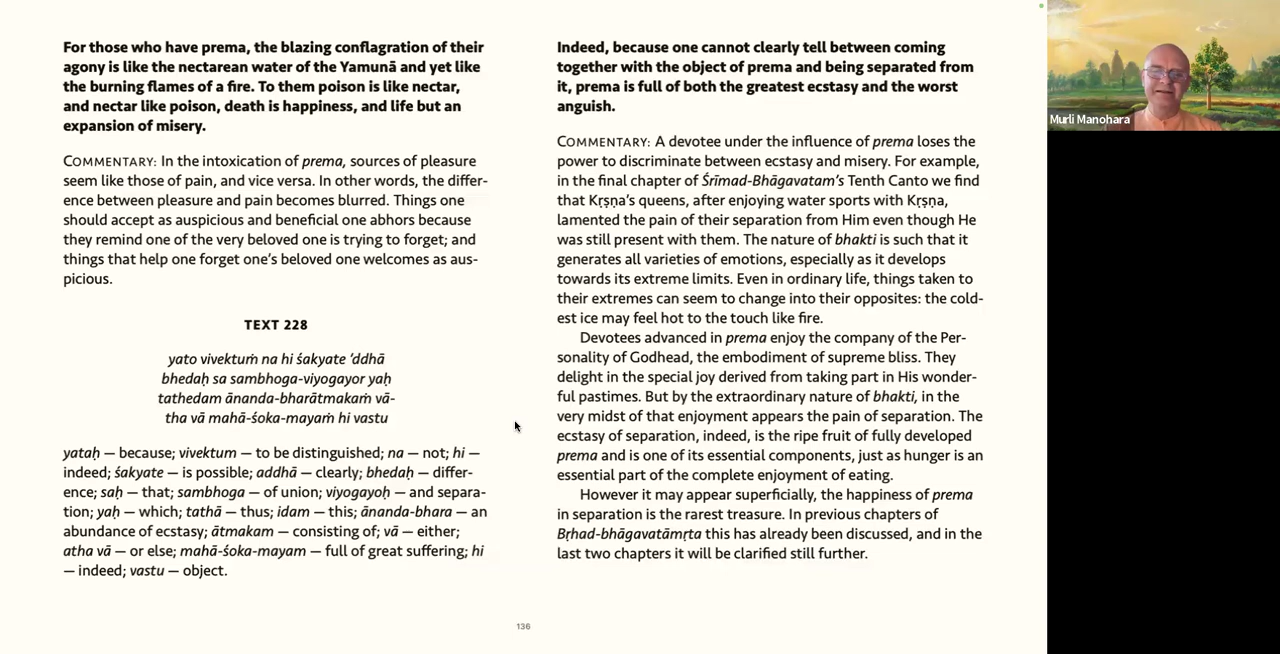 For those who have prema, the blazing conflagration of their
agony is like the nectarean water of the Yamunā and yet like
the burning flames of a fire. To them poison is like nectar,
and nectar like poison, death is happiness, and life but an
expansion of misery.
COMMENTARY: In the intoxication of prema, sources of pleasure
seem like those of pain, and vice versa. In other words, the differ-
ence between pleasure and pain becomes blurred. Things one
should accept as auspicious and beneficial one abhors because
they remind one of the very beloved one is trying to forget; and
things that help one forget one's beloved one welcomes as aus-
picious.
TEXT 228
yato vivektuṁ na hi śakyate 'ddhā
bhedaḥ sa sambhoga-viyogayor yaḥ
tathedam ānanda-bharātmakaṁ vā-
tha vā mahā-śoka-mayaṁ hi vastu
yataḥ — because; vivektum — to be distinguished; na — not; hi —
indeed; śakyate — is possible; addhā — clearly; bhedaḥ — differ-
ence; saḥ — that; sambhoga — of union; viyogayoḥ — and separa-
tion; yaḥ — which; tathā — thus; idam — this; ānanda-bhara — an
abundance of ecstasy; ātmakam — consisting of; vā — either;
atha vā — or else; mahā-śoka-mayam — full of great suffering; hi
— indeed; vastu — object.
Indeed, because one cannot clearly tell between coming
together with the object of prema and being separated from
it, prema is full of both the greatest ecstasy and the worst
anguish.
COMMENTARY: A devotee under the influence of prema loses the
power to discriminate between ecstasy and misery. For example,
in the final chapter of Śrīmad-Bhāgavatam's Tenth Canto we find
that Kṛṣṇa's queens, after enjoying water sports with Kṛṣṇa,
lamented the pain of their separation from Him even though He
was still present with them. The nature of bhakti is such that it
generates all varieties of emotions, especially as it develops
towards its extreme limits. Even in ordinary life, things taken to
their extremes can seem to change into their opposites: the cold-
est ice may feel hot to the touch like fire.
Devotees advanced in prema enjoy the company of the Per-
sonality of Godhead, the embodiment of supreme bliss. They
delight in the special joy derived from taking part in His wonder-
ful pastimes. But by the extraordinary nature of bhakti, in the
very midst of that enjoyment appears the pain of separation. The
ecstasy of separation, indeed, is the ripe fruit of fully developed
prema and is one of its essential components, just as hunger is an
essential part of the complete enjoyment of eating.
However it may appear superficially, the happiness of prema
in separation is the rarest treasure. In previous chapters of
Bṛhad-bhāgavatāmṛta this has already been discussed, and in the
last two chapters it will be clarified still further.
136
Murli Manohara